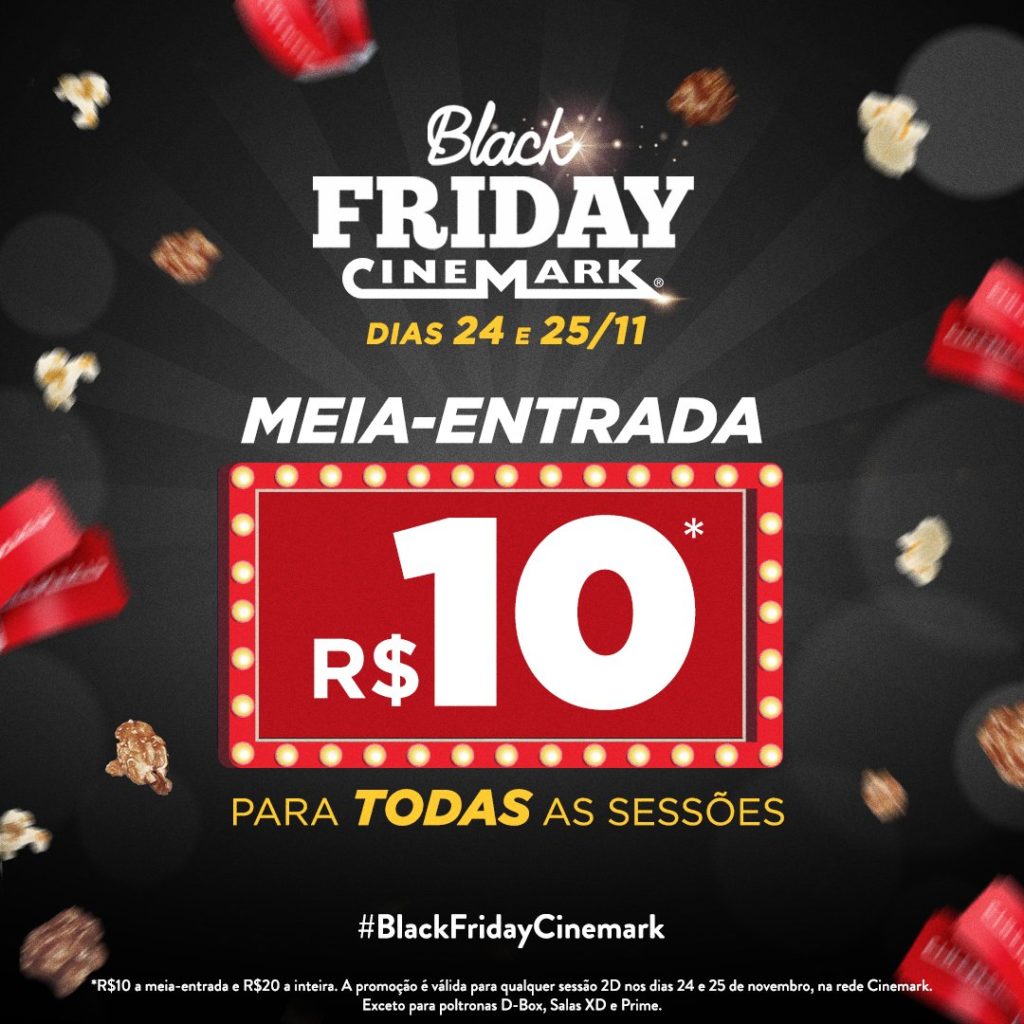 Black
FRIDAY
CINEMARK®
DIAS 24 E 25/11
MEIA-ENTRADA
R$10*
PARA TODAS AS SESSÕES
#BlackFridayCinemark
*R$10 a meia-entrada e R$20 a inteira. A promoção é válida para qualquer sessão 2D nos dias 24 e 25 de novembro, na rede Cinemark.
Exceto para poltronas D-Box, Salas XD e Prime.